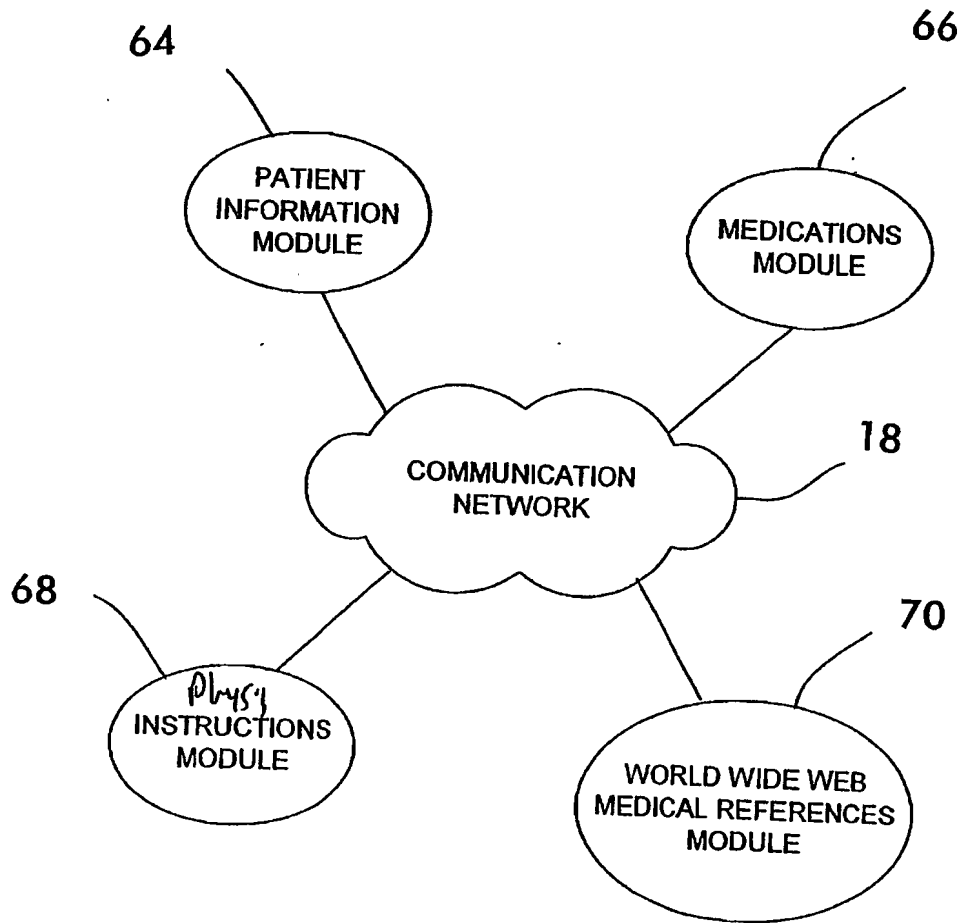 64
66
PATIENT
INFORMATION
MODULE
MEDICATIONS
MODULE
COMMUNICATION
NETWORK
18
68
70
INSTRUCTIONS
MODULE
WORLD WIDE WEB
MEDICAL REFERENCES
MODULE